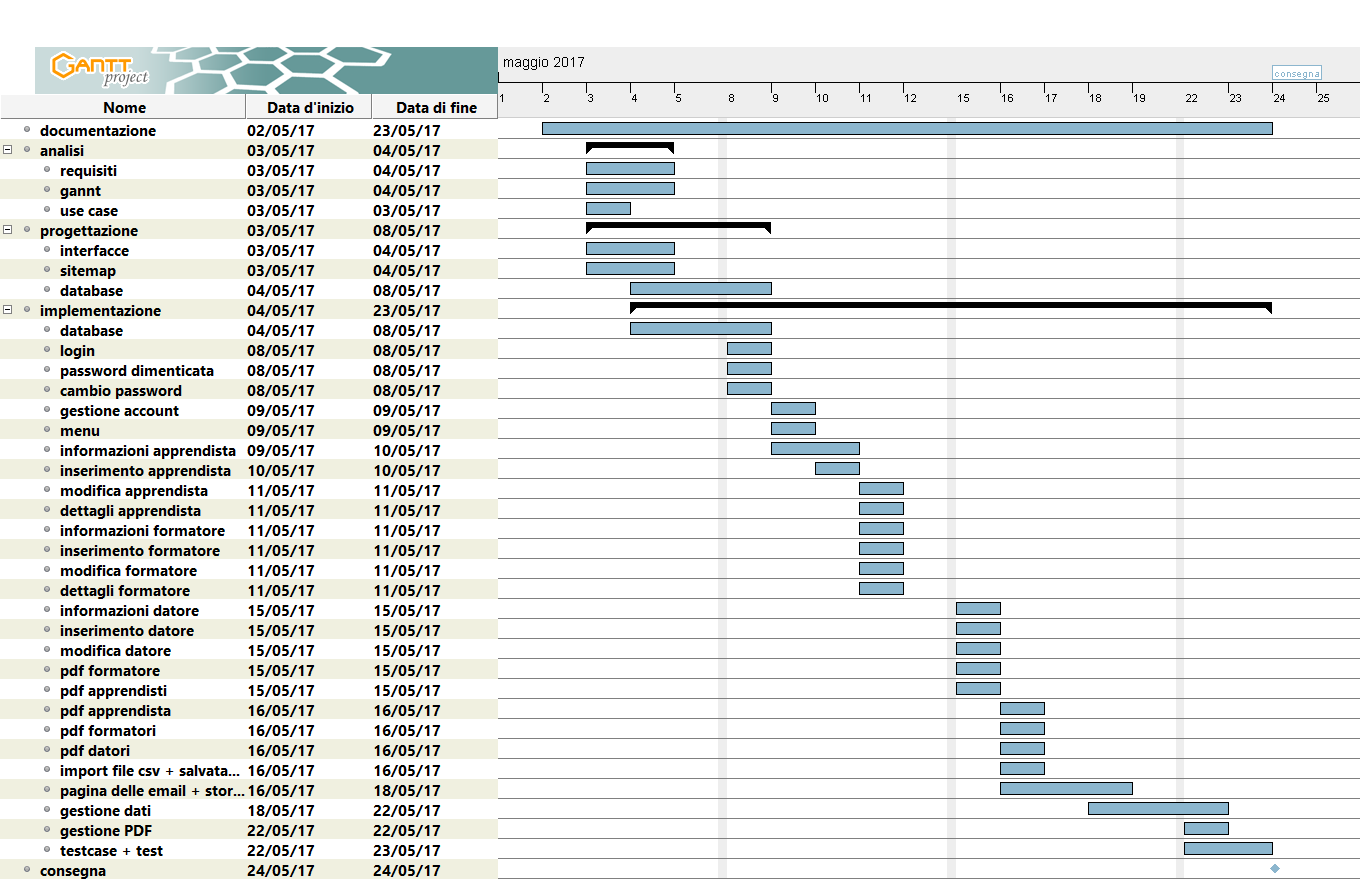 GANTT
project
maggio 2017
consegna
Nome Data d'inizio Data di fine
1 2 3 4 5 8 9 10 11 12 15 16 17 18 19 22 23 24 25
documentazione 02/05/17 23/05/17
analisi 03/05/17 04/05/17
requisiti 03/05/17 04/05/17
gannt 03/05/17 04/05/17
use case 03/05/17 03/05/17
progettazione 03/05/17 08/05/17
interfacce 03/05/17 04/05/17
sitemap 03/05/17 04/05/17
database 04/05/17 08/05/17
implementazione 04/05/17 23/05/17
database 04/05/17 08/05/17
login 08/05/17 08/05/17
password dimenticata 08/05/17 08/05/17
cambio password 08/05/17 08/05/17
gestione account 09/05/17 09/05/17
menu 09/05/17 09/05/17
informazioni apprendista 09/05/17 10/05/17
inserimento apprendista 10/05/17 10/05/17
modifica apprendista 11/05/17 11/05/17
dettagli apprendista 11/05/17 11/05/17
informazioni formatore 11/05/17 11/05/17
inserimento formatore 11/05/17 11/05/17
modifica formatore 11/05/17 11/05/17
dettagli formatore 11/05/17 11/05/17
informazioni datore 15/05/17 15/05/17
inserimento datore 15/05/17 15/05/17
modifica datore 15/05/17 15/05/17
pdf formatore 15/05/17 15/05/17
pdf apprendisti 15/05/17 15/05/17
pdf apprendista 16/05/17 16/05/17
pdf formatori 16/05/17 16/05/17
pdf datori 16/05/17 16/05/17
import file csv + salvata... 16/05/17 16/05/17
pagina delle email + stor... 16/05/17 18/05/17
gestione dati 18/05/17 22/05/17
gestione PDF 22/05/17 22/05/17
testcase + test 22/05/17 23/05/17
consegna 24/05/17 24/05/17